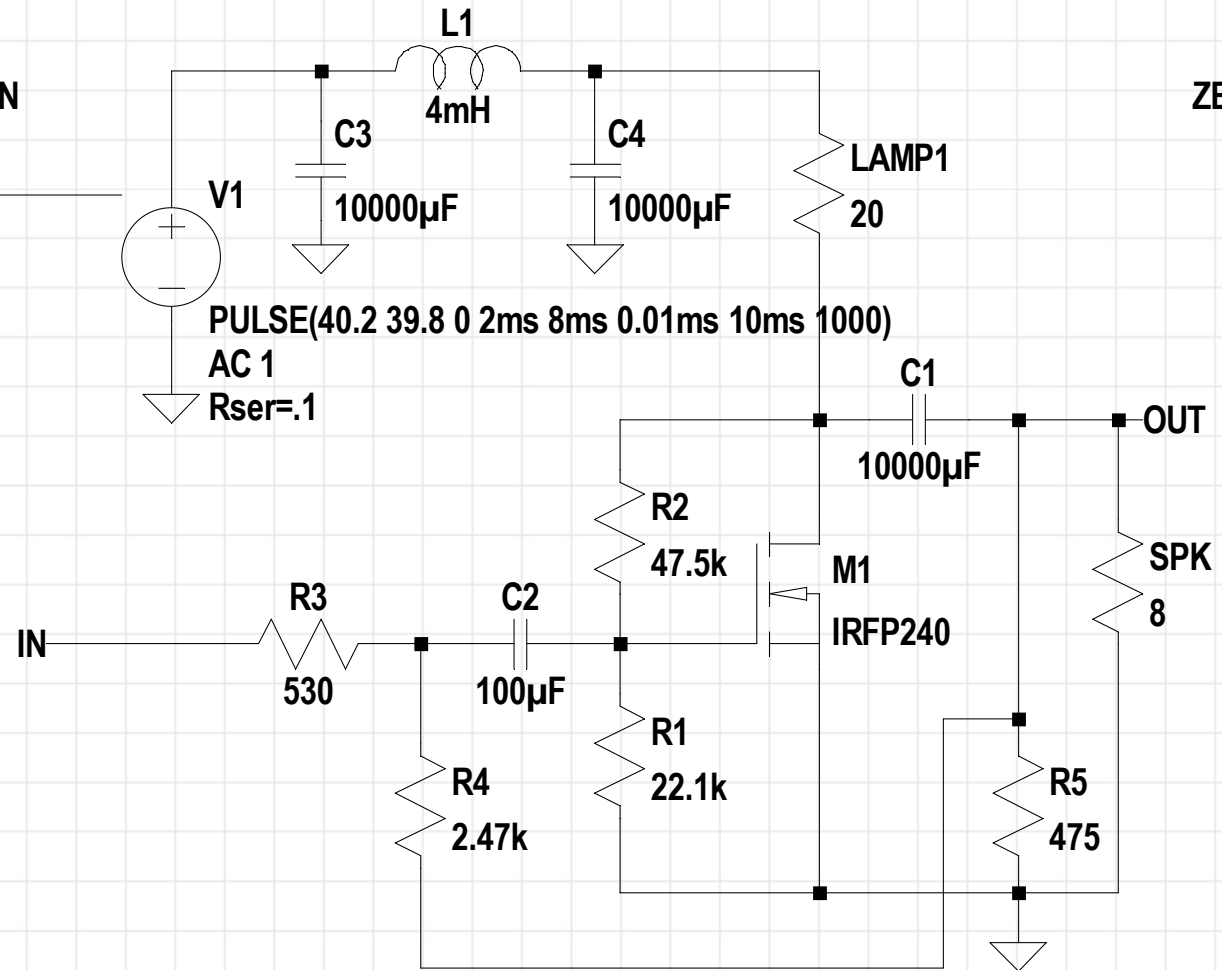 L1
4mH
N
ZE
C3
10000µF
C4
10000µF
LAMP1
20
V1
PULSE(40.2 39.8 0 2ms 8ms 0.01ms 10ms 1000)
AC 1
Rser=.1
C1
10000µF
OUT
R2
47.5k
M1
IRFP240
SPK
8
R3
530
C2
100µF
IN
R1
22.1k
R4
2.47k
R5
475